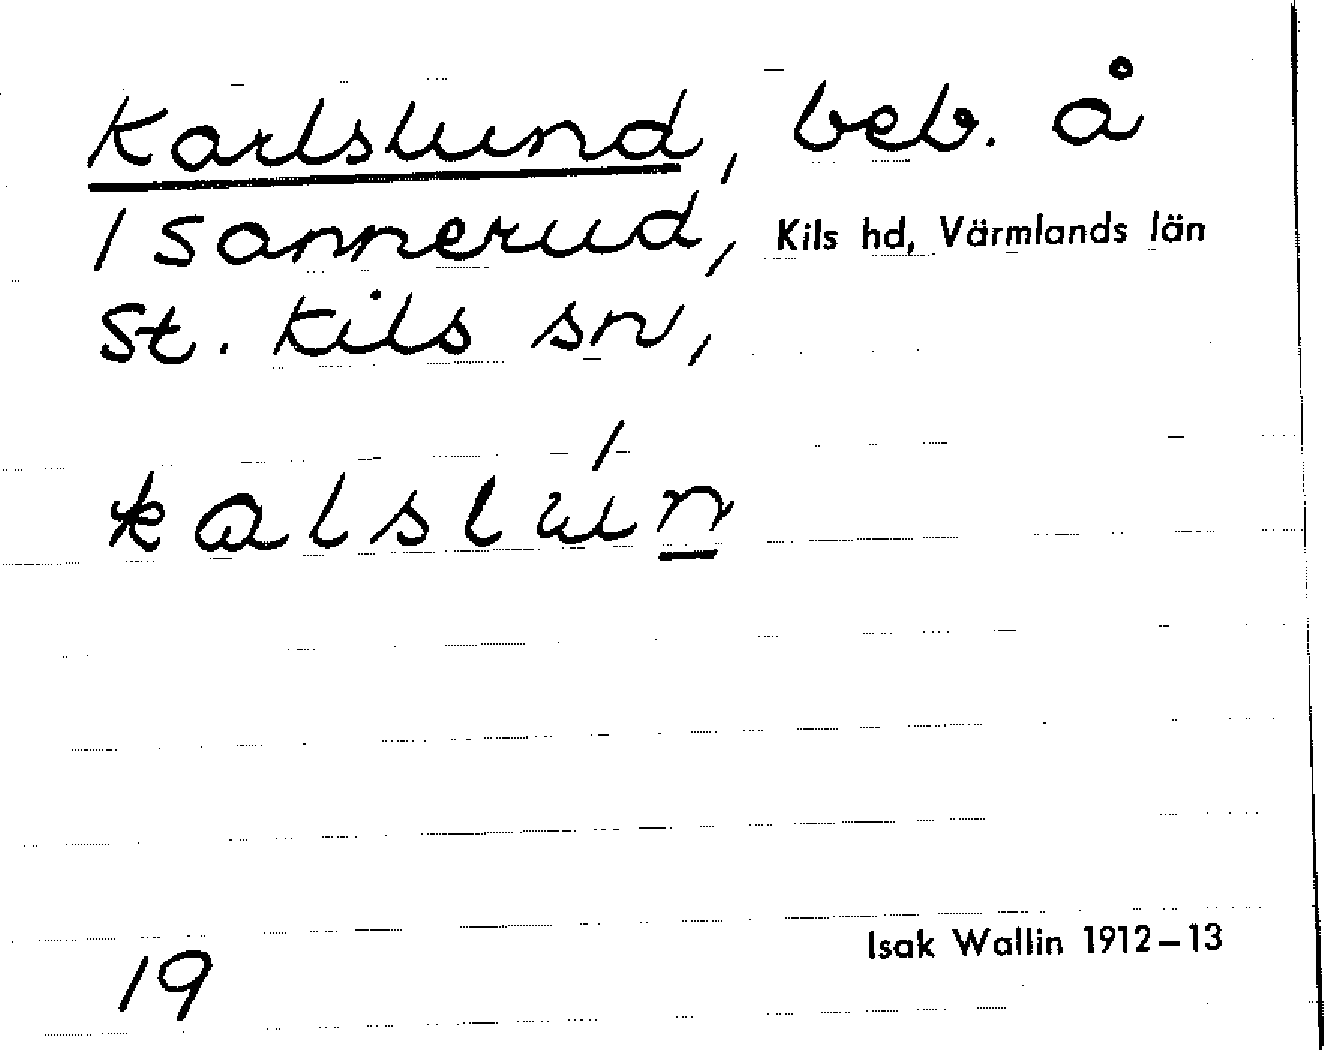 Karlslund, beb. å
1 Sannerud, Kils hd, Värmlands län
St. Kils sn,
kalslún
19
Isak Wallin 1912–13